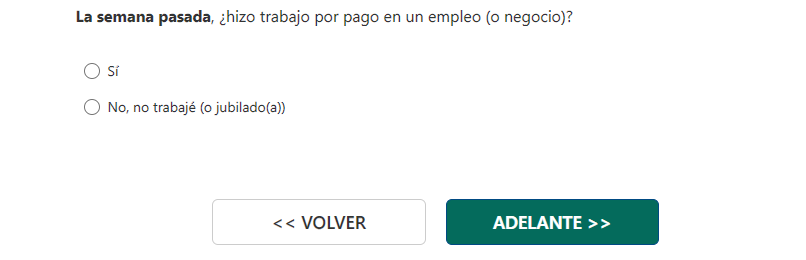 La semana pasada, ¿hizo trabajo por pago en un empleo (o negocio)?
Sí
No, no trabajé (o jubilado(a))
<< VOLVER
ADELANTE >>